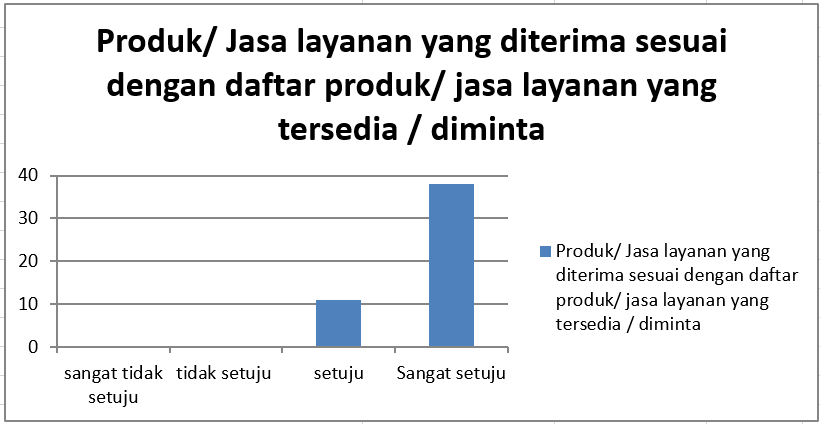 Produk/ Jasa layanan yang diterima sesuai
dengan daftar produk/ jasa layanan yang
tersedia / diminta
40
30
20
10
0
sangat tidak
setuju
tidak setuju
setuju
Sangat setuju
Produk/ Jasa layanan yang
diterima sesuai dengan daftar
produk/ jasa layanan yang
tersedia / diminta